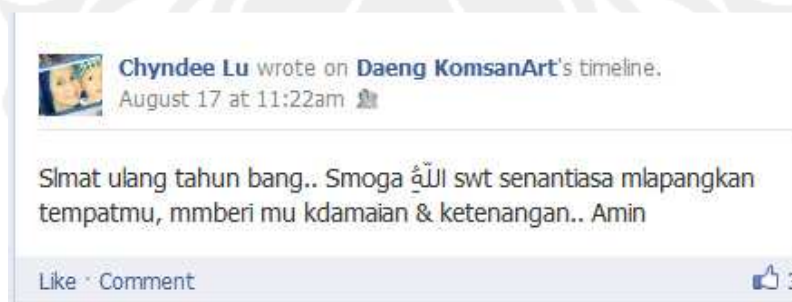 Chyndee Lu wrote on Daeng KomsanArt's timeline.
August 17 at 11:22am
Slmat ulang tahun bang.. Smoga اللّهُ swt senantiasa mlapangkan
tempatmu, mmberi mu kdamaian & ketenangan.. Amin
Like · Comment